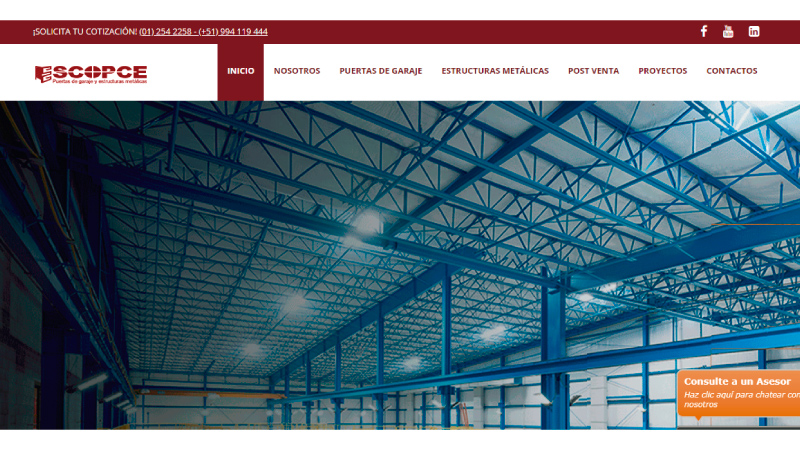 ¡SOLICITA TU COTIZACIÓN! (01) 254 2258 - (+51) 994 119 444
ESCOPCE
Puertas de garaje y estructuras metálicas
INICIO
NOSOTROS
PUERTAS DE GARAJE
ESTRUCTURAS METÁLICAS
POST VENTA
PROYECTOS
CONTACTOS
Consulte a un Asesor
Haz clic aquí para chatear con
nosotros